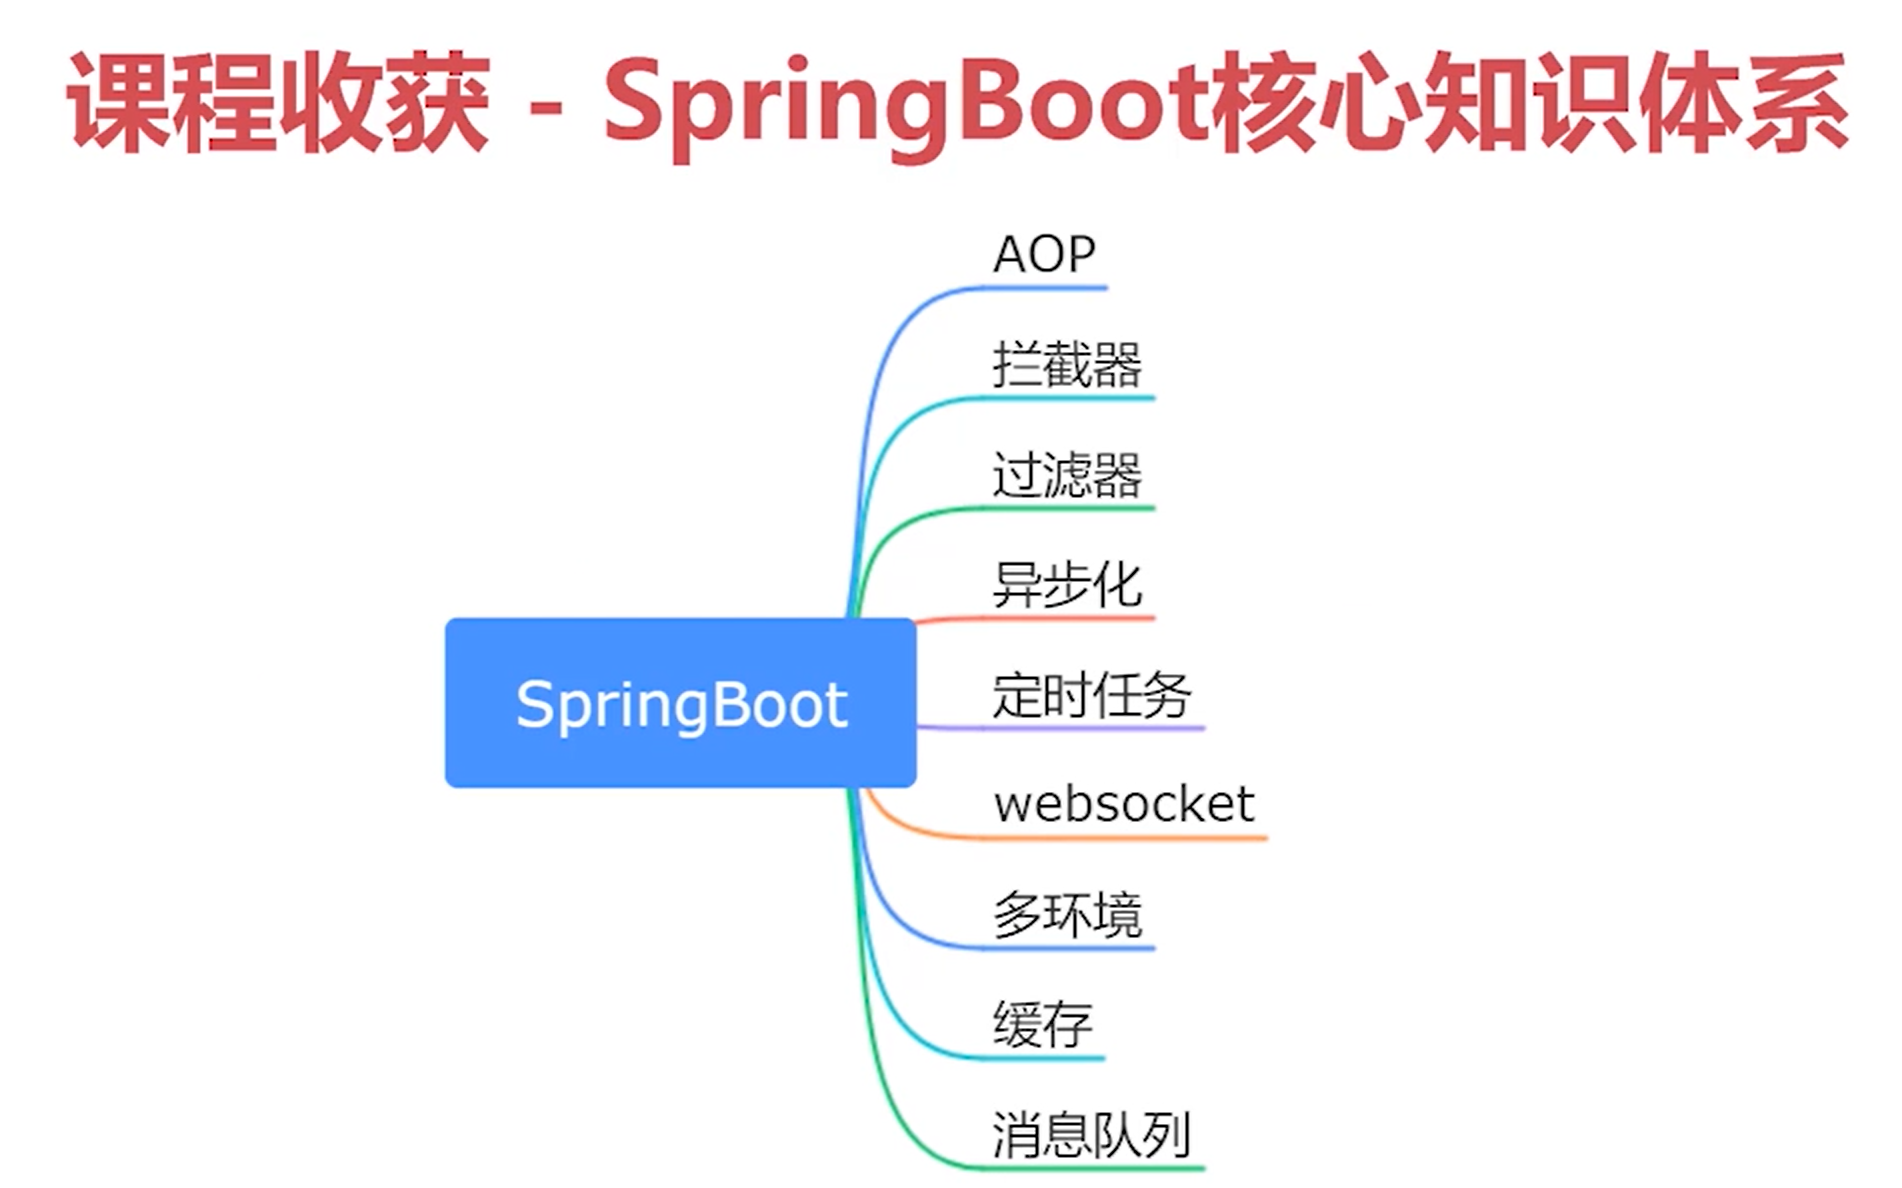 课程收获 - SpringBoot核心知识体系
AOP
拦截器
过滤器
异步化
SpringBoot
定时任务
websocket
多环境
缓存
消息队列